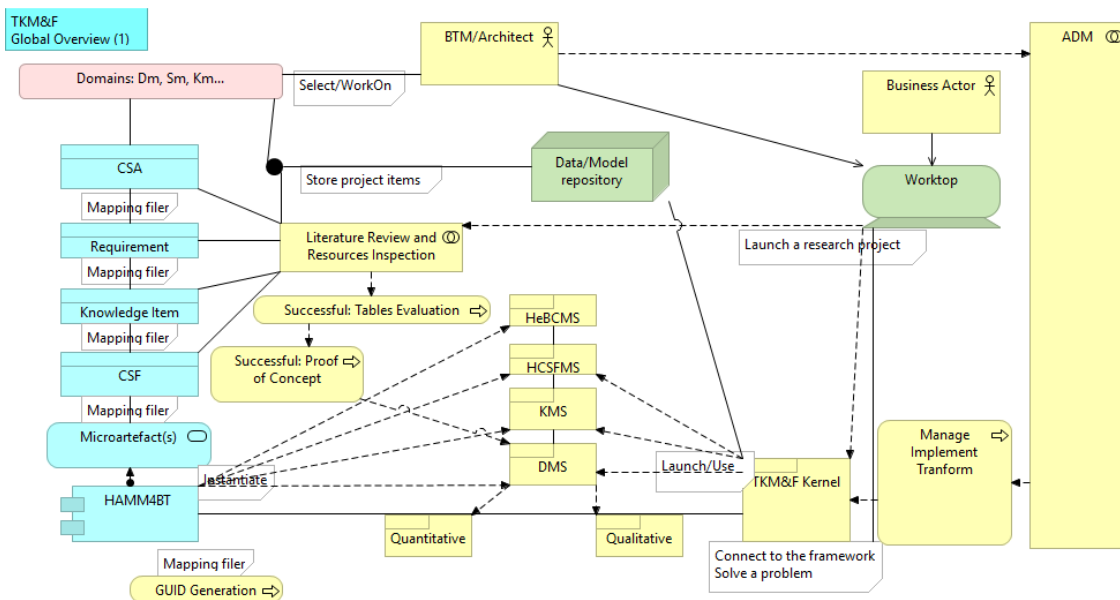 TKM&F
Global Overview (1)
BTM/Architect
ADM
Domains: Dm, Sm, Km...
Select/WorkOn
Business Actor
CSA
Data/Model
repository
Store project items
Worktop
Mapping filer
Requirement
Literature Review and
Resources Inspection
Launch a research project
Mapping filer
Knowledge Item
Successful: Tables Evaluation
HeBCMS
Mapping filer
CSF
Successful: Proof
of Concept
HCSFMS
Mapping filer
KMS
Microartefact(s)
Manage
Implement
Tranform
DMS
Launch/Use
Instantiate
TKM&F Kernel
HAMM4BT
Quantitative
Qualitative
Mapping filer
Connect to the framework
Solve a problem
GUID Generation